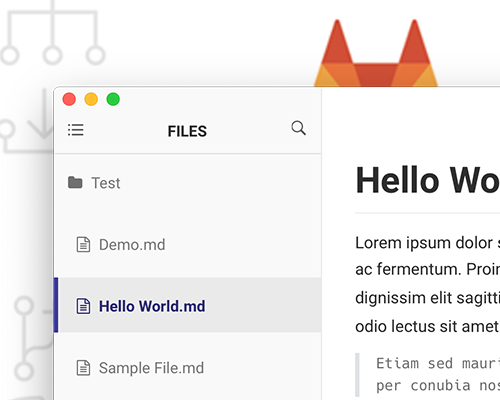 FILES
Test
Demo.md
Hello World.md
Sample File.md
Hello Wo
Lorem ipsum dolor s
ac fermentum. Proin
dignissim elit sagitti
odio lectus sit amet
Etiam sed mauri
per conubia nos